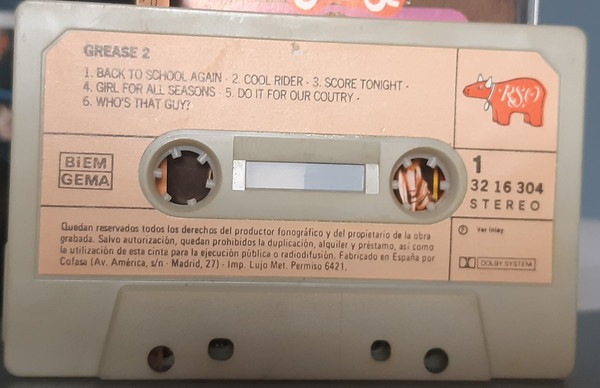 GREASE 2
1. BACK TO SCHOOL AGAIN · 2. COOL RIDER · 3. SCORE TONIGHT ·
4. GIRL FOR ALL SEASONS · 5. DO IT FOR OUR COUTRY ·
6. WHO'S THAT GUY?
RSO
BIEM
GEMA
1
32 16 304
STEREO
Quedan reservados todos los derechos del productor fonográfico y del propietario de la obra
grabada. Salvo autorización, quedan prohibidos la duplicación, alquiler y préstamo, así como
la utilización de esta cinta para la ejecución pública o radiodifusión. Fabricado en España por
Cofasa (Av. América, s/n - Madrid, 27) - Imp. Lujo Met. Permiso 6421.
Ⓟ Ver inlay
DOLBY SYSTEM